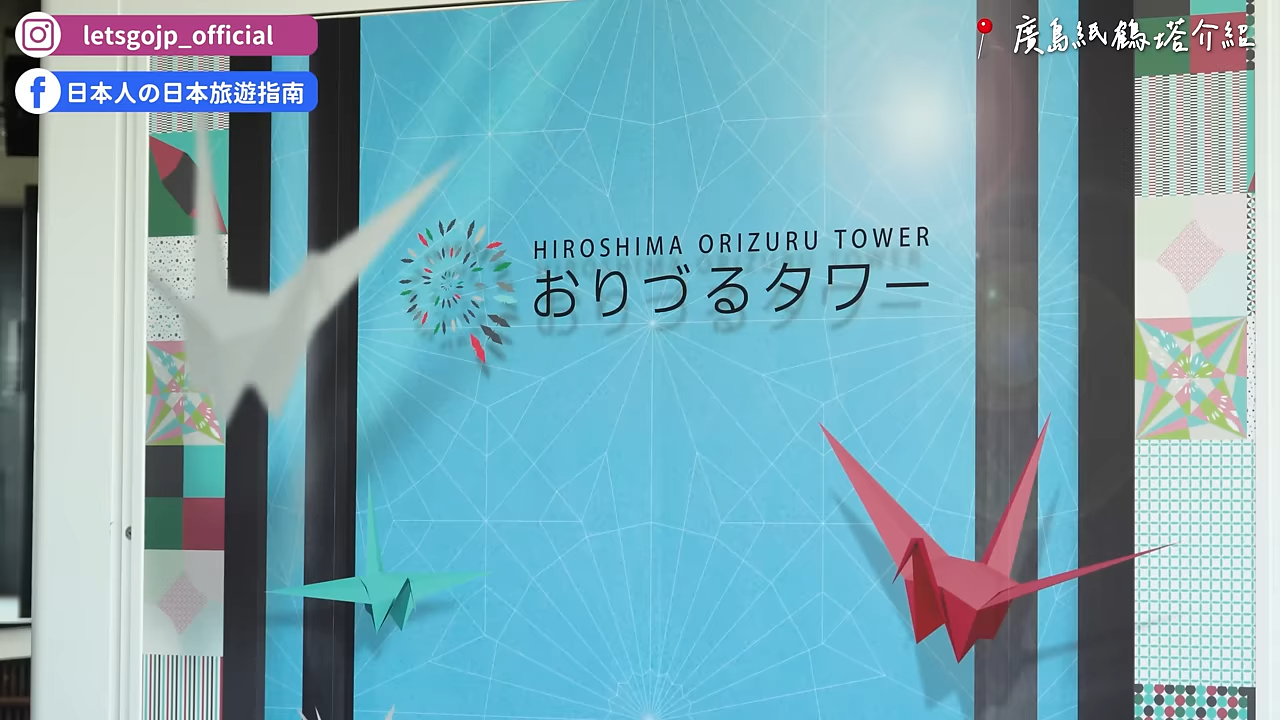 letsgojp_official
日本人の日本旅遊指南
廣島紙鶴塔介紹
HIROSHIMA ORIZURU TOWER
おりづるタワー